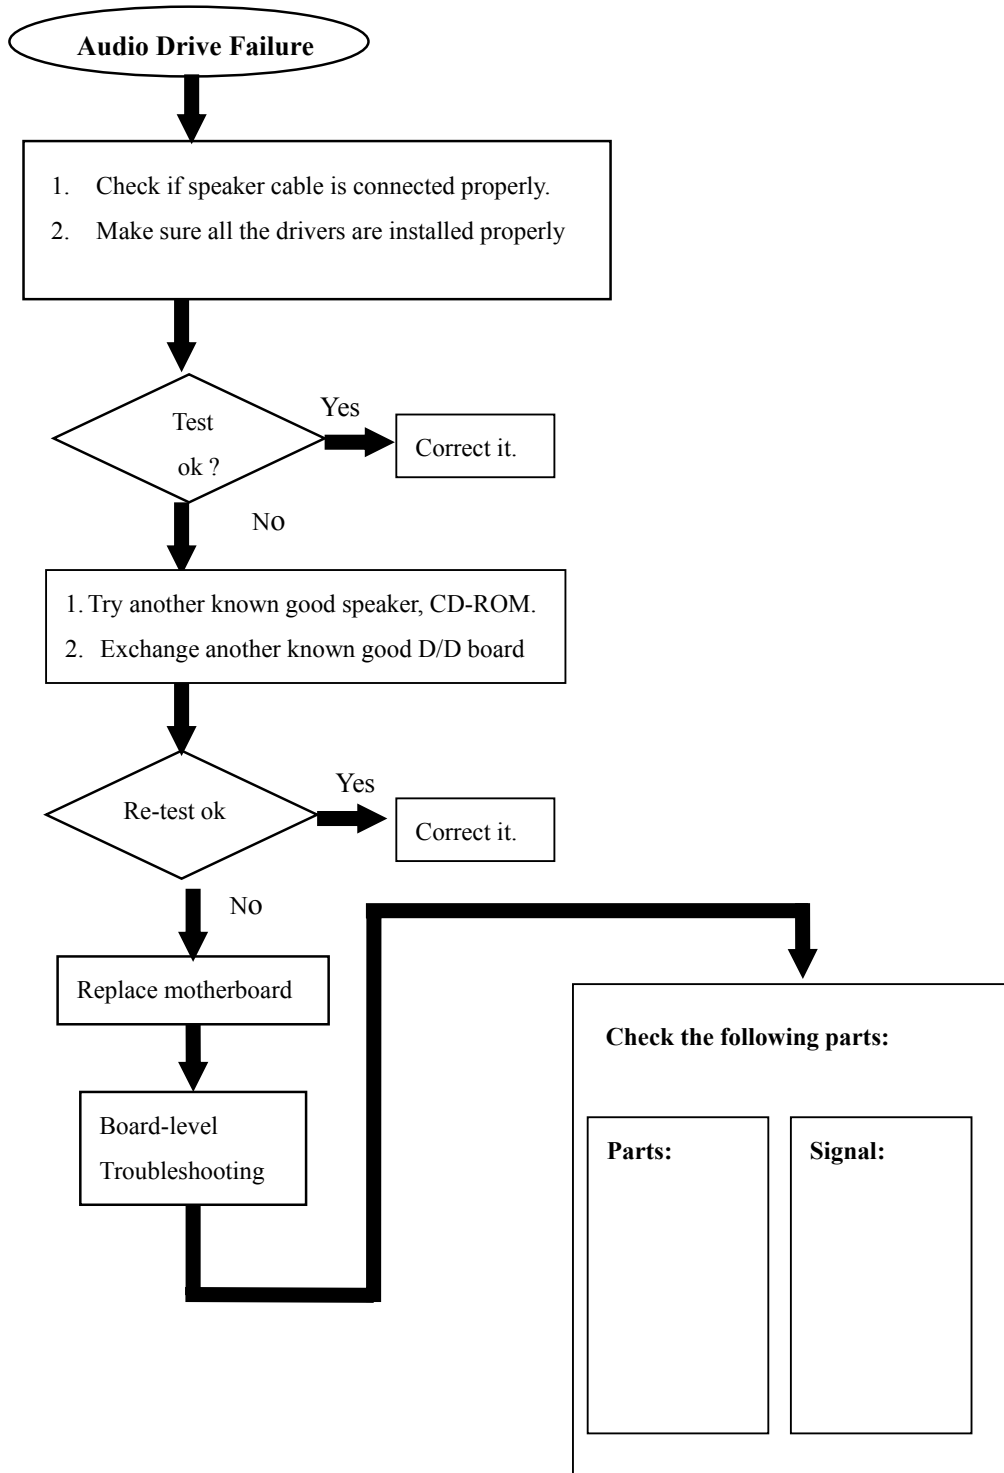 Audio Drive Failure
1. Check if speaker cable is connected properly.
2. Make sure all the drivers are installed properly
Test
ok ?
Yes
Correct it.
No
1. Try another known good speaker, CD-ROM.
2. Exchange another known good D/D board
Re-test ok
Yes
Correct it.
No
Replace motherboard
Board-level
Troubleshooting
Check the following parts:
Parts:
Signal: